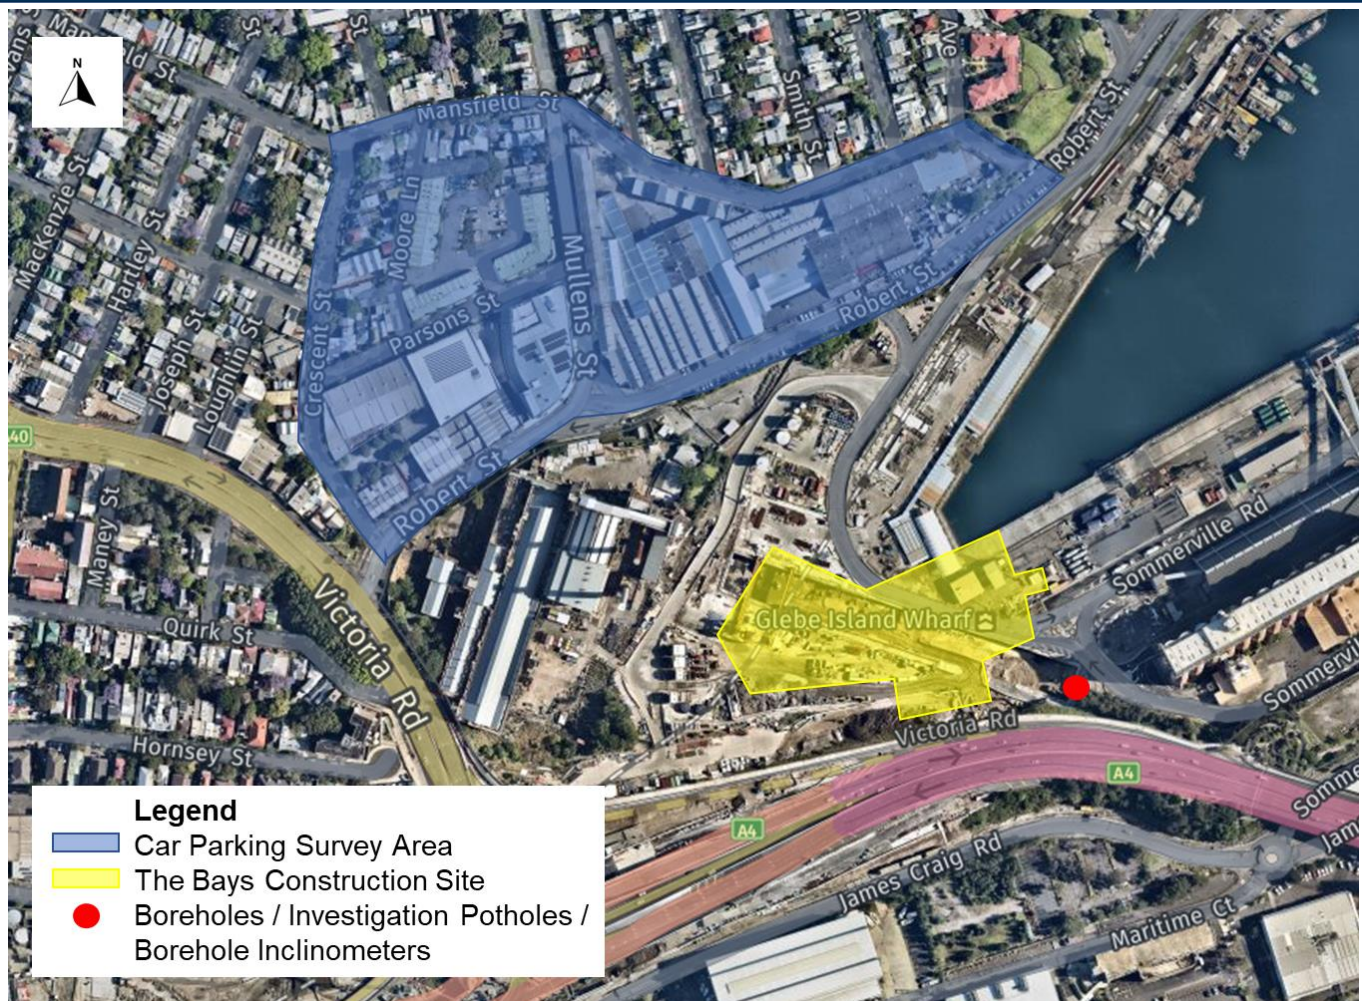 N
Mansfield St
St
St
Ave
Smith St
Mansfield St
Robert St
Mackenzie St
Hartley St
Moore Ln
Mullens St
Joseph St
Loughlin St
Crescent St
Parsons St
Robert St
A40
Robert St
Maney St
Sommerville Rd
Victoria Rd
Quirk St
Glebe Island Wharf
Hornsey St
Victoria Rd
A4
A4
James Craig Rd
Maritime Ct
Legend
Car Parking Survey Area
The Bays Construction Site
Boreholes / Investigation Potholes /
Borehole Inclinometers